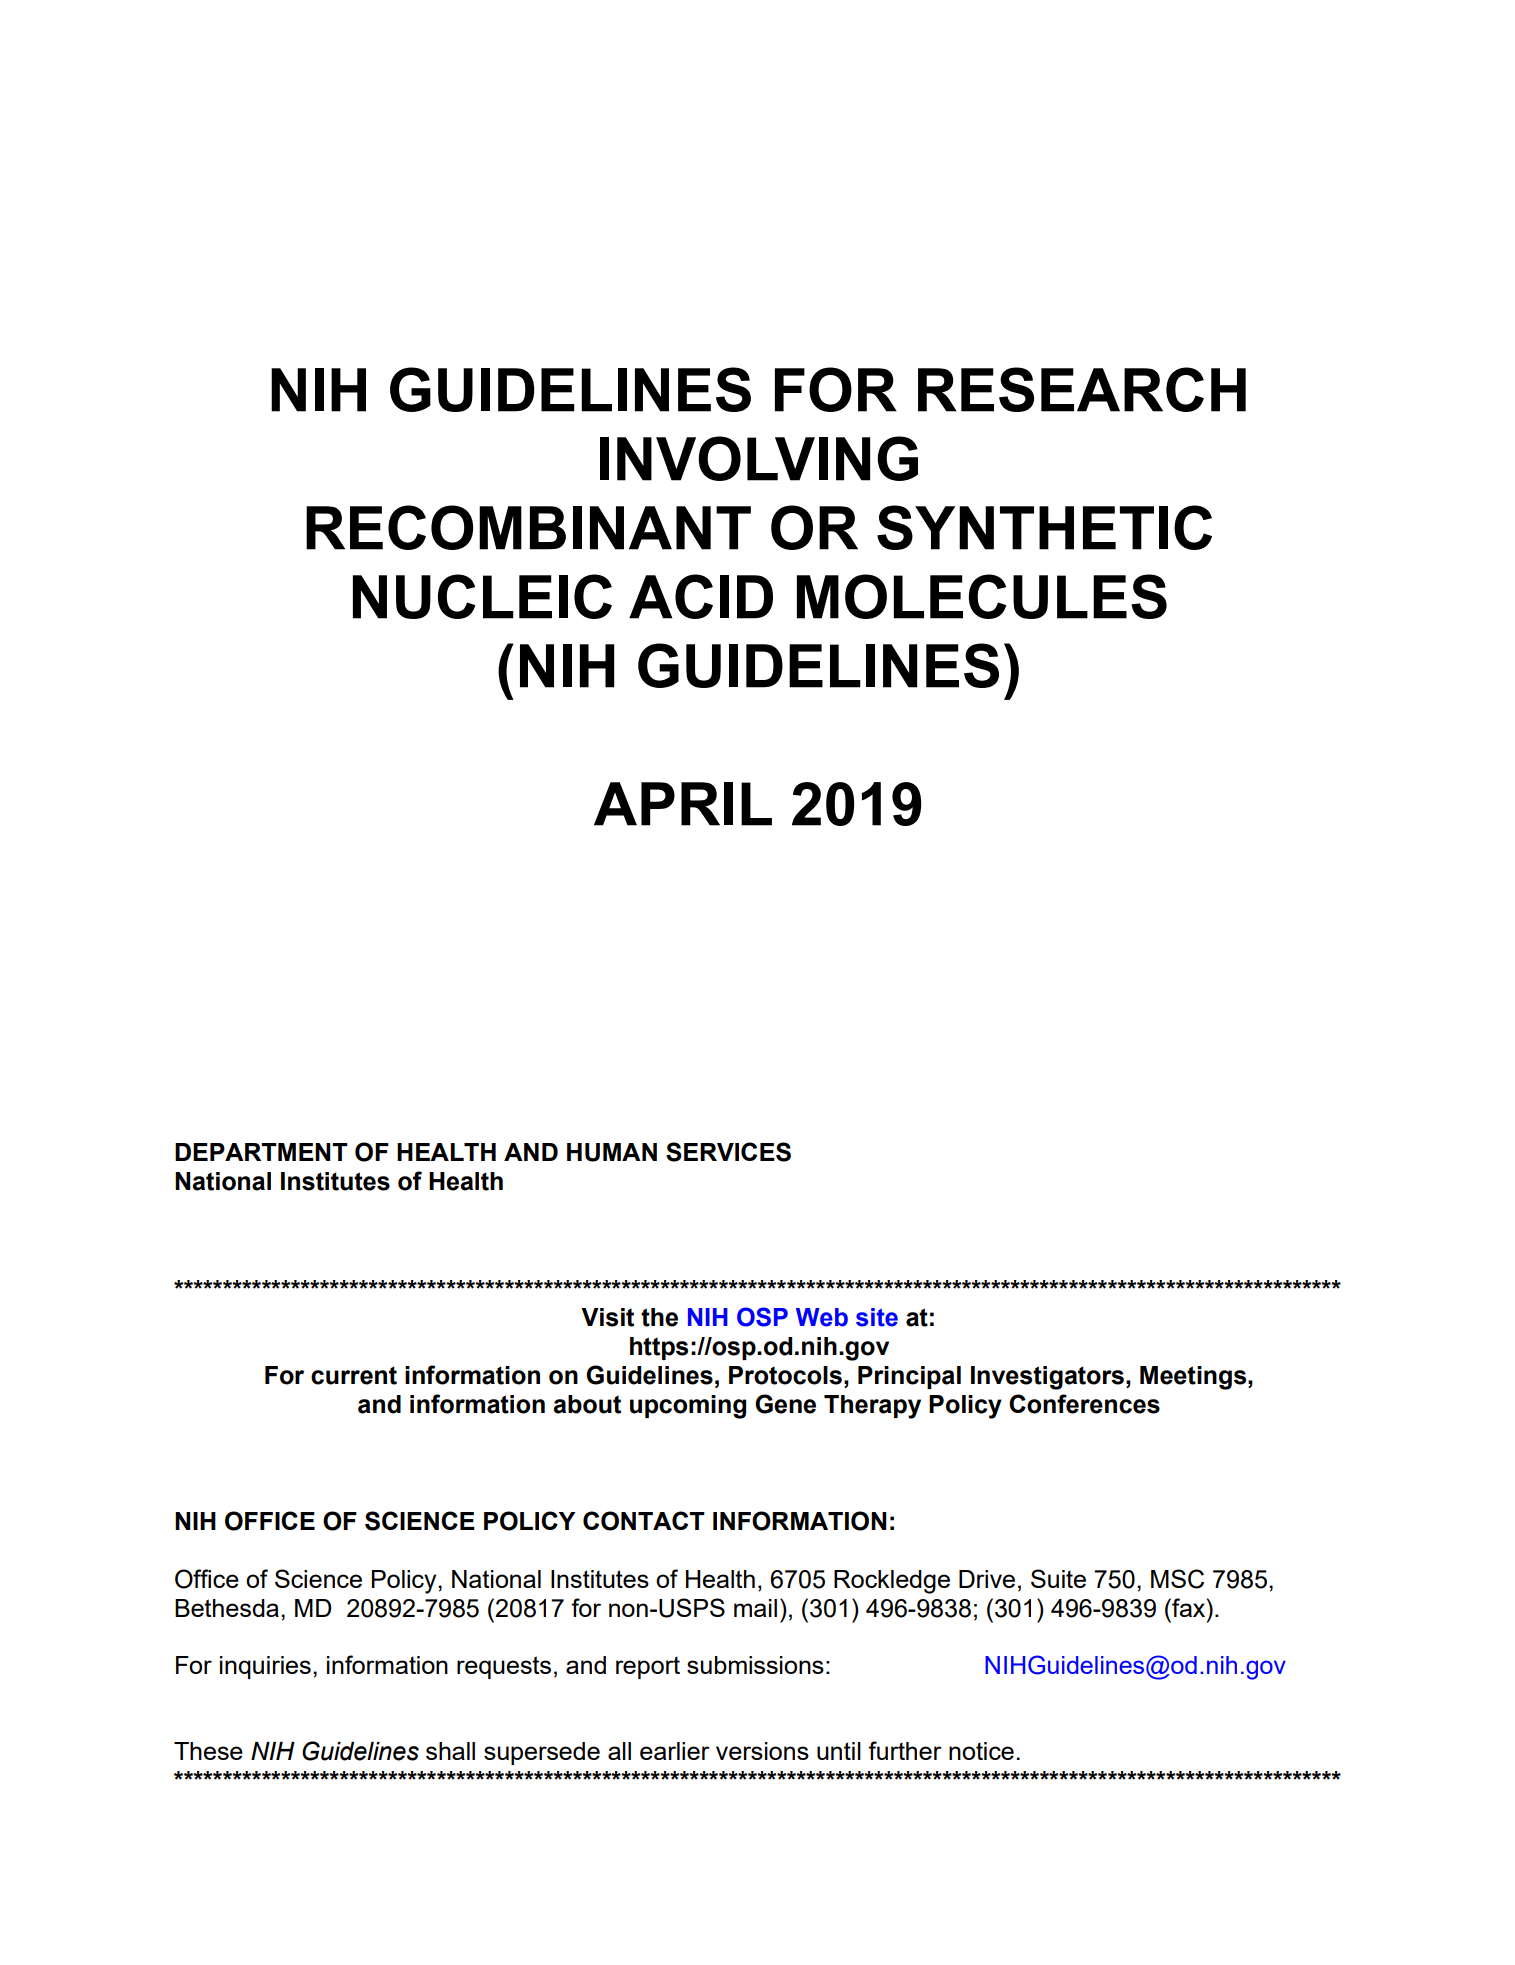 NIH GUIDELINES FOR RESEARCH
INVOLVING
RECOMBINANT OR SYNTHETIC
NUCLEIC ACID MOLECULES
(NIH GUIDELINES)
APRIL 2019
DEPARTMENT OF HEALTH AND HUMAN SERVICES
National Institutes of Health
************************************************************************************************************************
Visit the NIH OSP Web site at:
https://osp.od.nih.gov
For current information on Guidelines, Protocols, Principal Investigators, Meetings,
and information about upcoming Gene Therapy Policy Conferences
NIH OFFICE OF SCIENCE POLICY CONTACT INFORMATION:
Office of Science Policy, National Institutes of Health, 6705 Rockledge Drive, Suite 750, MSC 7985,
Bethesda, MD  20892-7985 (20817 for non-USPS mail), (301) 496-9838; (301) 496-9839 (fax).
For inquiries, information requests, and report submissions: NIHGuidelines@od.nih.gov
These NIH Guidelines shall supersede all earlier versions until further notice.
************************************************************************************************************************